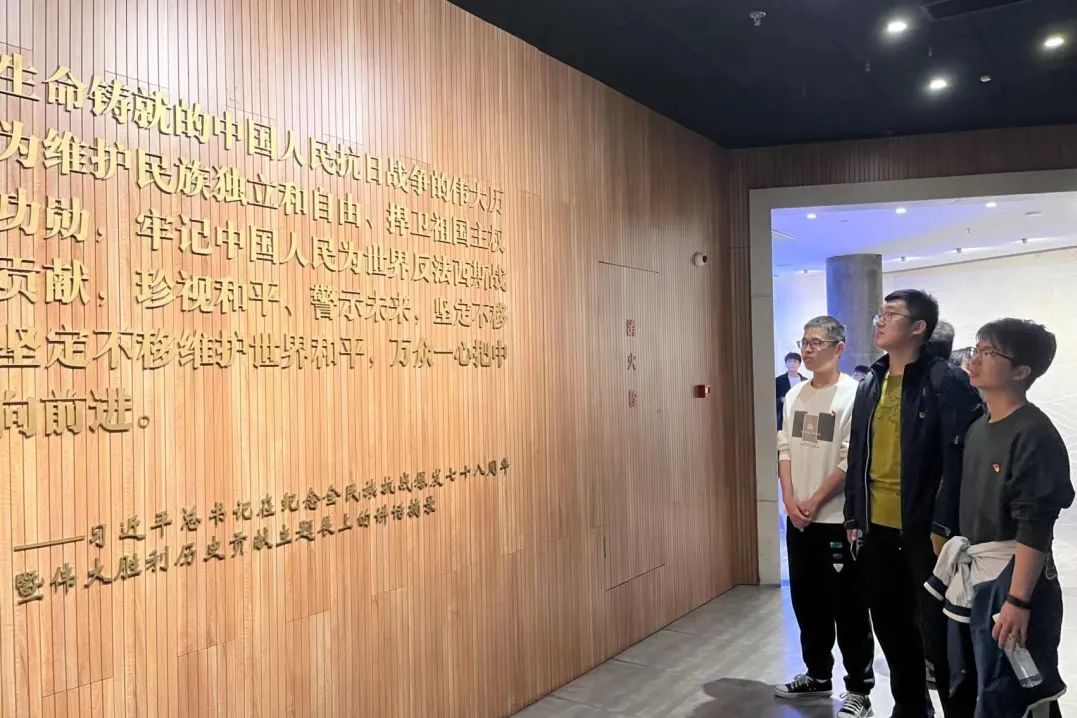 生命铸就的中国人民抗日战争的伟大历
为维护民族独立和自由、捍卫祖国主权
功勋，牢记中国人民为世界反法西斯战
贡献，珍视和平、警示未来，坚定不移
坚定不移维护世界和平，万众一心把中
向前进。
——习近平总书记在纪念全民族抗战爆发七十八周年
暨伟大胜利历史贡献主题展上的讲话摘录
消火栓